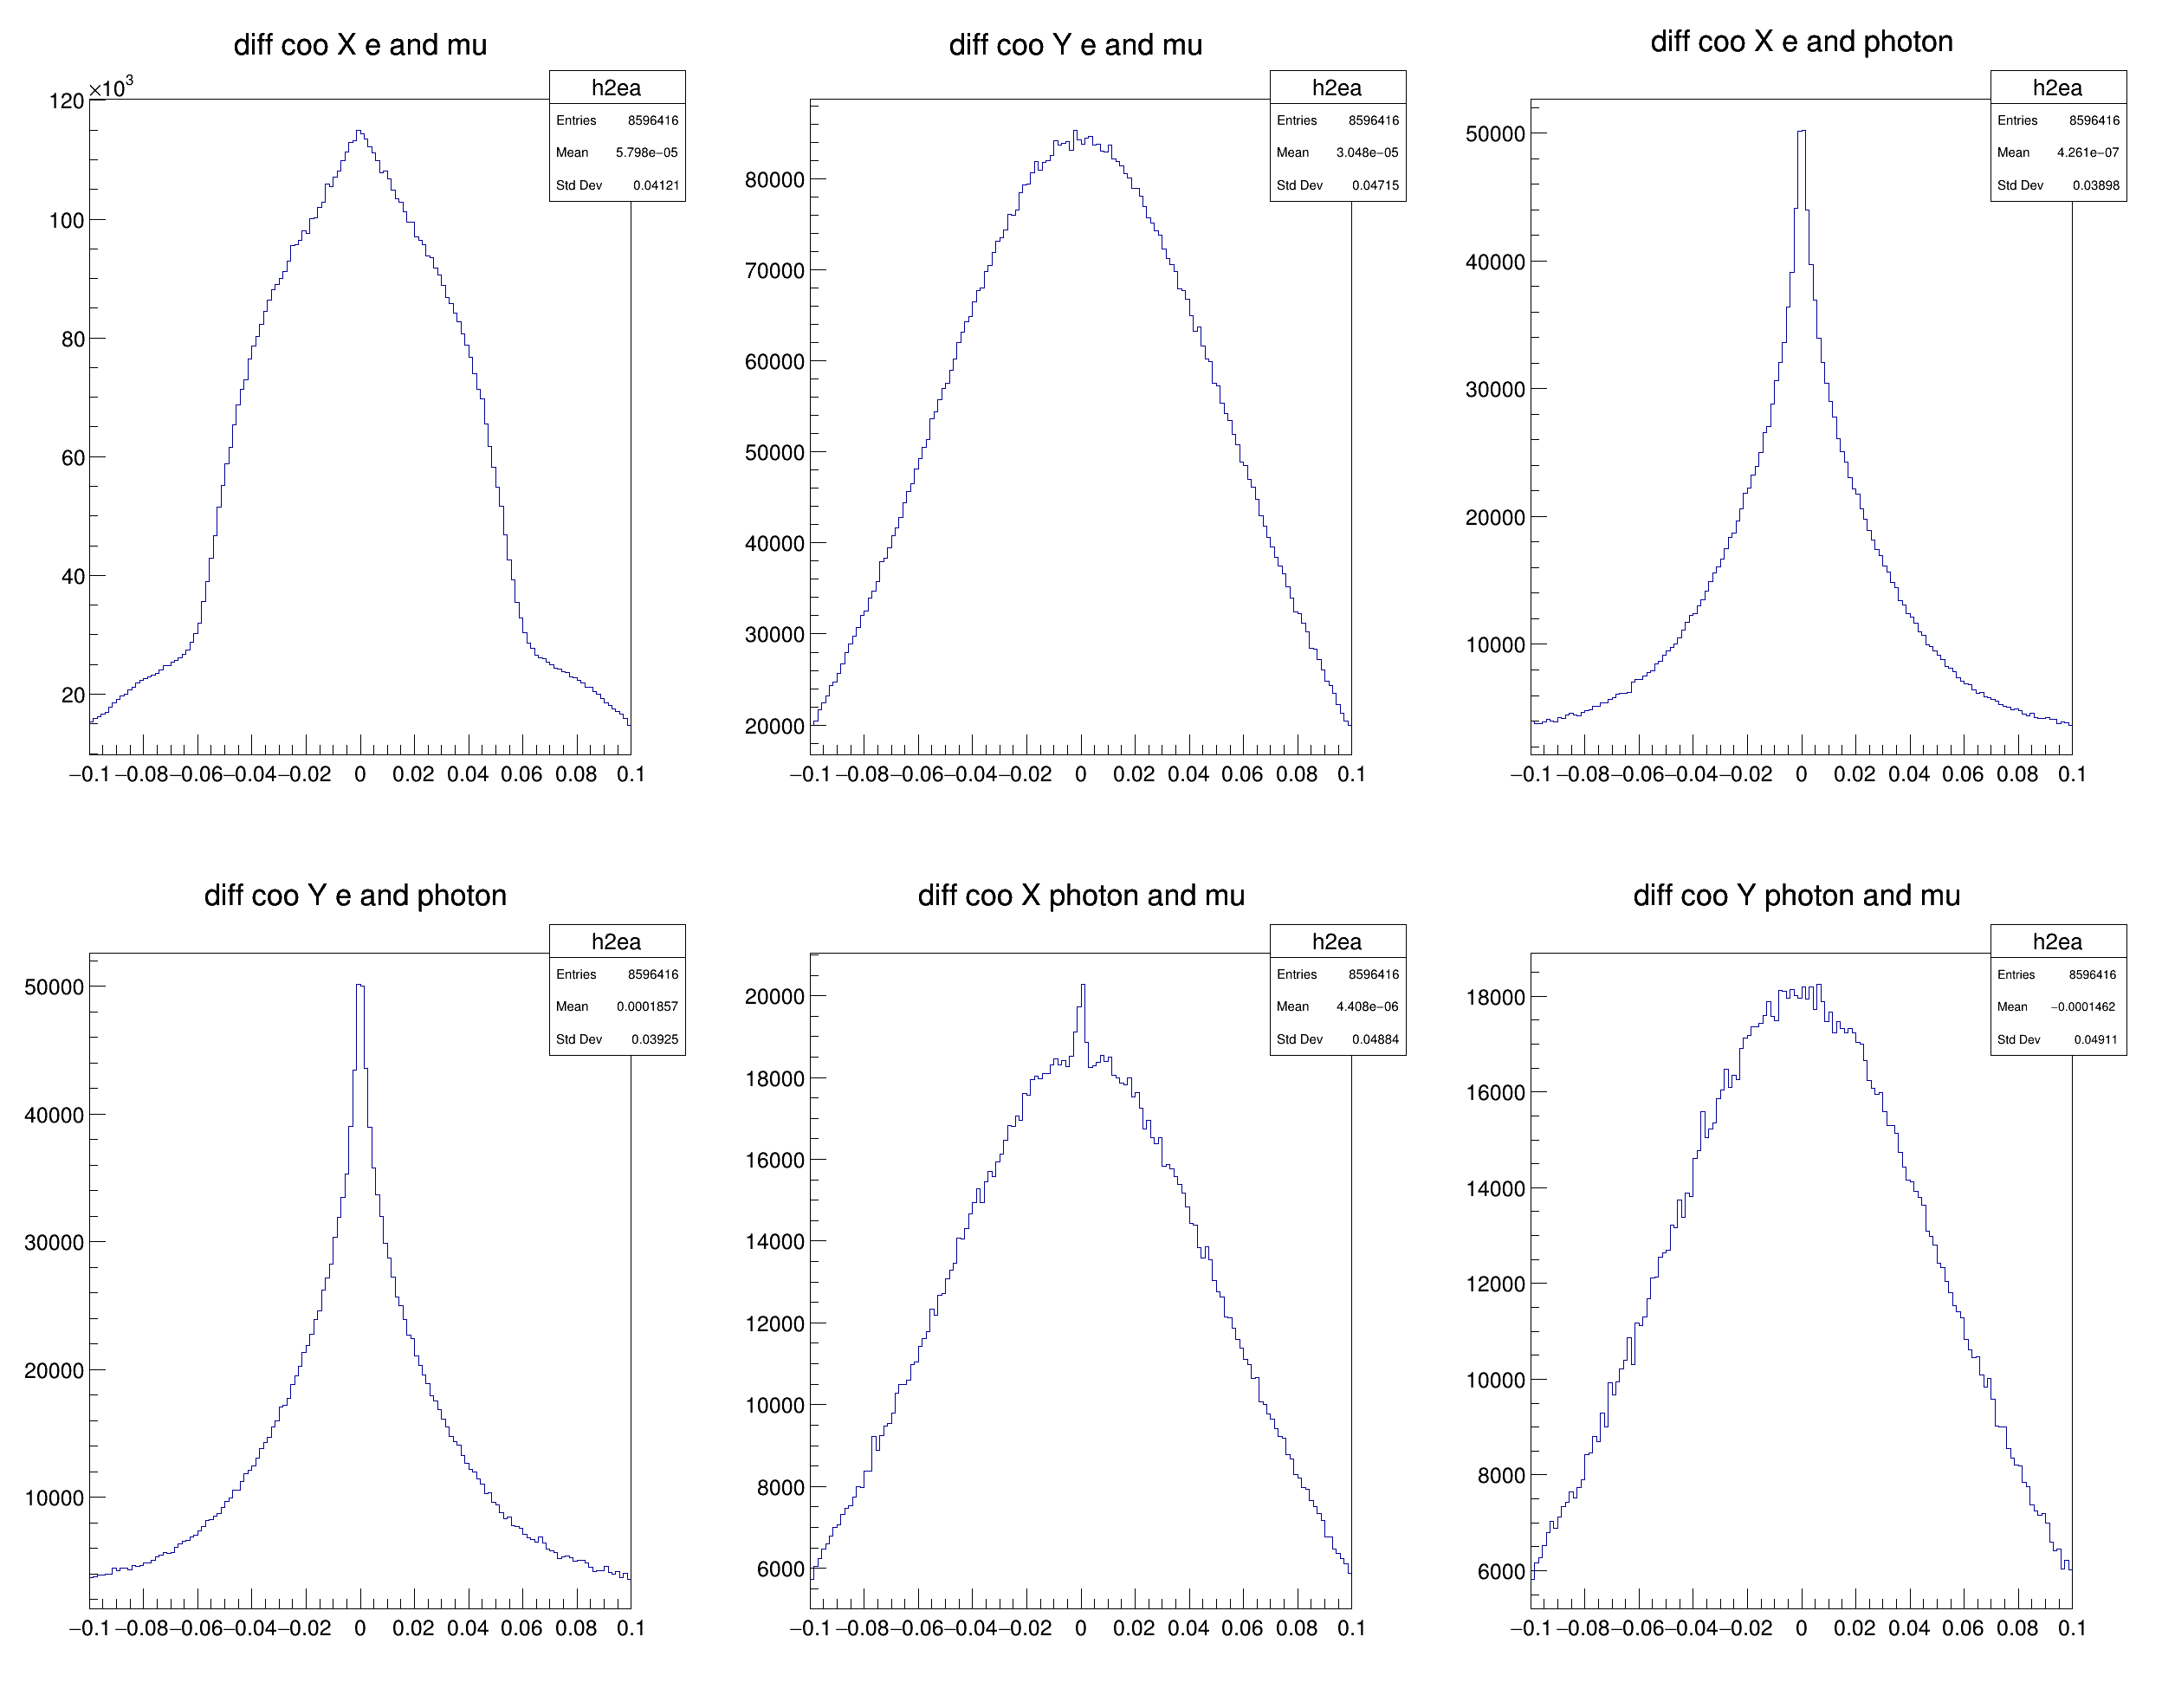 diff coo X e and mu
×10³
h2ea
Entries 8596416
Mean 5.798e−05
Std Dev 0.04121
120
100
80
60
40
20
−0.1 −0.08 −0.06 −0.04 −0.02 0 0.02 0.04 0.06 0.08 0.1
diff coo Y e and mu
h2ea
Entries 8596416
Mean 3.048e−05
Std Dev 0.04715
80000
70000
60000
50000
40000
30000
20000
−0.1 −0.08 −0.06 −0.04 −0.02 0 0.02 0.04 0.06 0.08 0.1
diff coo X e and photon
h2ea
Entries 8596416
Mean 4.261e−07
Std Dev 0.03898
50000
40000
30000
20000
10000
−0.1 −0.08 −0.06 −0.04 −0.02 0 0.02 0.04 0.06 0.08 0.1
diff coo Y e and photon
h2ea
Entries 8596416
Mean 0.0001857
Std Dev 0.03925
50000
40000
30000
20000
10000
−0.1 −0.08 −0.06 −0.04 −0.02 0 0.02 0.04 0.06 0.08 0.1
diff coo X photon and mu
h2ea
Entries 8596416
Mean 4.408e−06
Std Dev 0.04884
20000
18000
16000
14000
12000
10000
8000
6000
−0.1 −0.08 −0.06 −0.04 −0.02 0 0.02 0.04 0.06 0.08 0.1
diff coo Y photon and mu
h2ea
Entries 8596416
Mean −0.0001462
Std Dev 0.04911
18000
16000
14000
12000
10000
8000
6000
−0.1 −0.08 −0.06 −0.04 −0.02 0 0.02 0.04 0.06 0.08 0.1